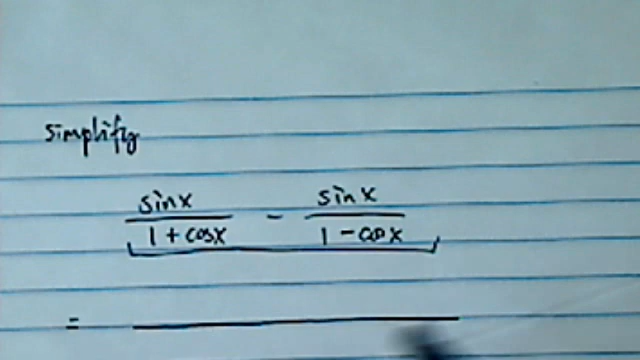 simplify
sinx/(1 + cosx) - sinx/(1 - cosx)
=